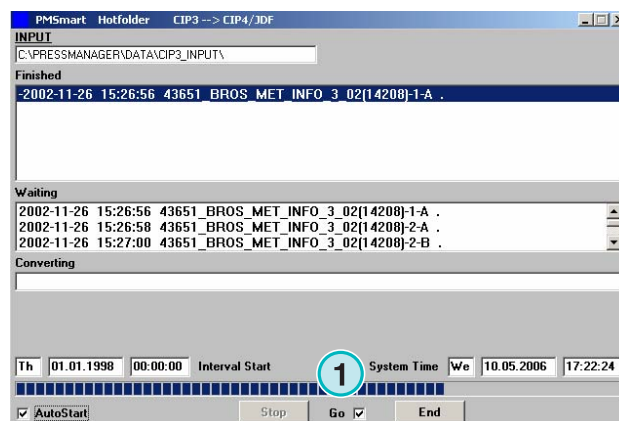 PMSmart Hotfolder CIP3 --> CIP4/JDF
INPUT
C:\PRESSMANAGER\DATA\CIP3_INPUT\
Finished
-2002-11-26 15:26:56 43651_BROS_MET_INFO_3_02(14208)-1-A .
Waiting
2002-11-26 15:26:56 43651_BROS_MET_INFO_3_02(14208)-1-A .
2002-11-26 15:26:58 43651_BROS_MET_INFO_3_02(14208)-2-A .
2002-11-26 15:27:00 43651_BROS_MET_INFO_3_02(14208)-2-B .
Converting
Th 01.01.1998 00:00:00 Interval Start System Time We 10.05.2006 17:22:24
1
AutoStart Stop Go End